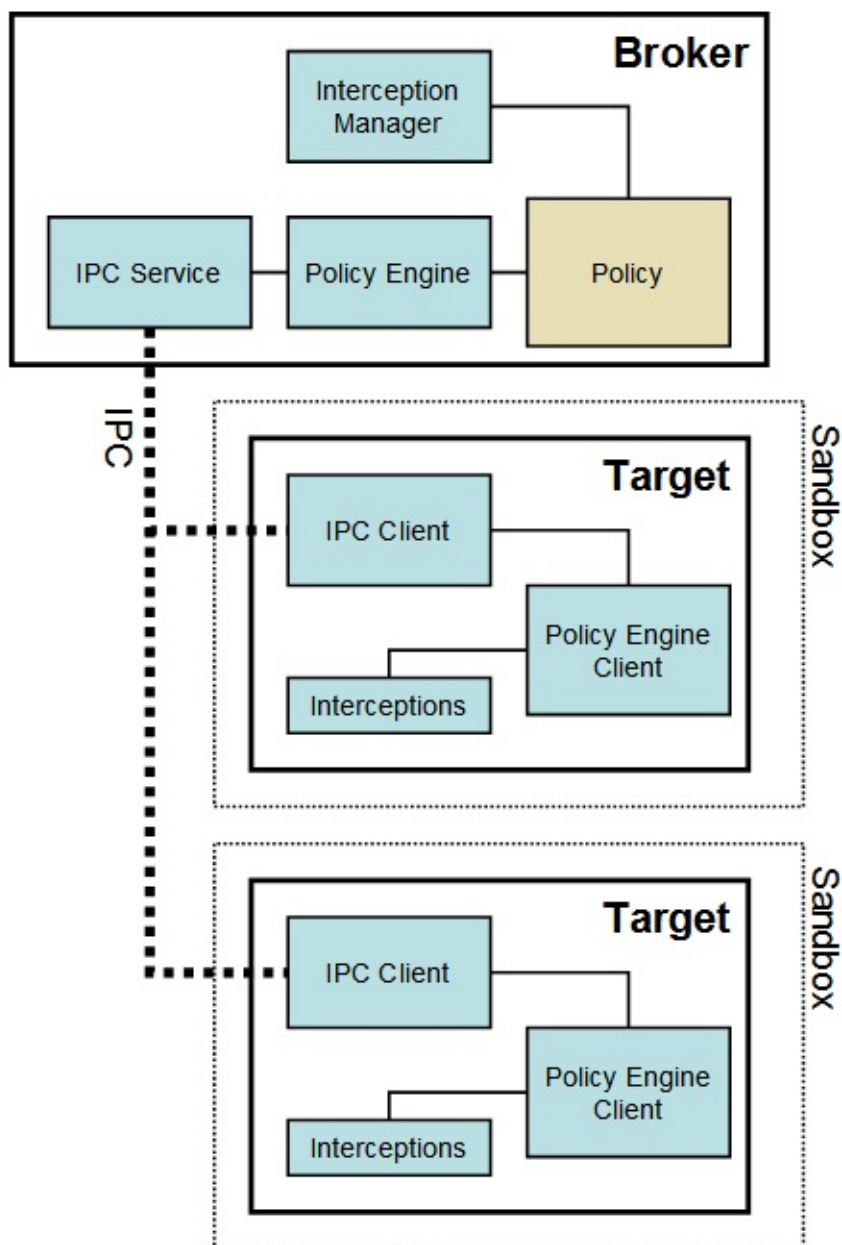 Broker
Interception
Manager
IPC Service
Policy Engine
Policy
IPC
Sandbox
Target
IPC Client
Policy Engine
Client
Interceptions
Sandbox
Target
IPC Client
Policy Engine
Client
Interceptions